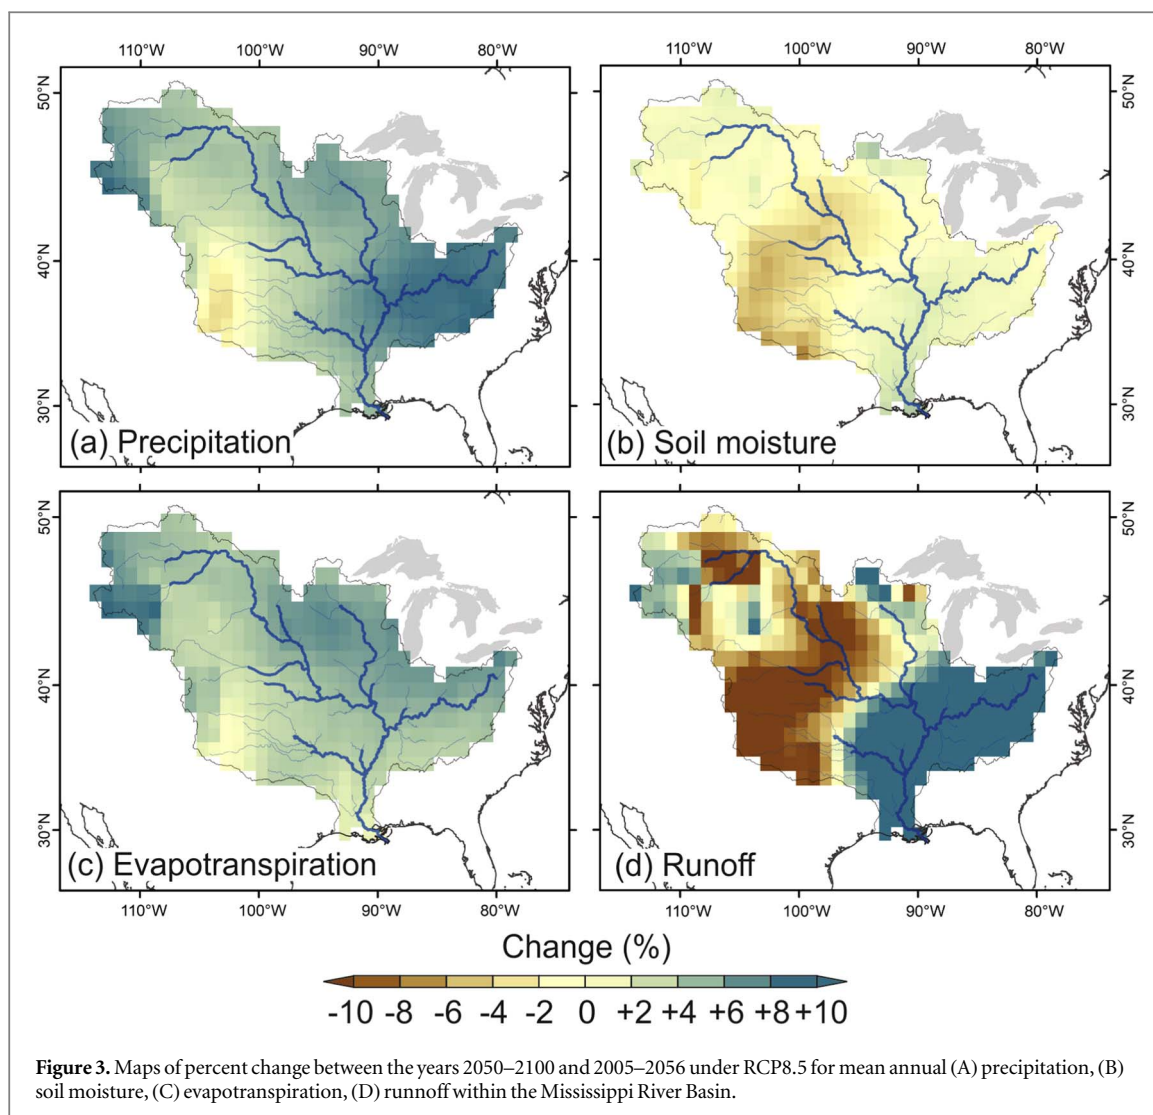 110°W 100°W 90°W 80°W 110°W 100°W 90°W 80°W
50°N 50°N
40°N 40°N
30°N 30°N
(a) Precipitation (b) Soil moisture
50°N 50°N
40°N 40°N
30°N 30°N
(c) Evapotranspiration (d) Runoff
110°W 100°W 90°W 80°W 110°W 100°W 90°W 80°W
Change (%)
-10 -8 -6 -4 -2 0 +2 +4 +6 +8 +10
Figure 3. Maps of percent change between the years 2050–2100 and 2005–2056 under RCP8.5 for mean annual (A) precipitation, (B)
soil moisture, (C) evapotranspiration, (D) runnoff within the Mississippi River Basin.